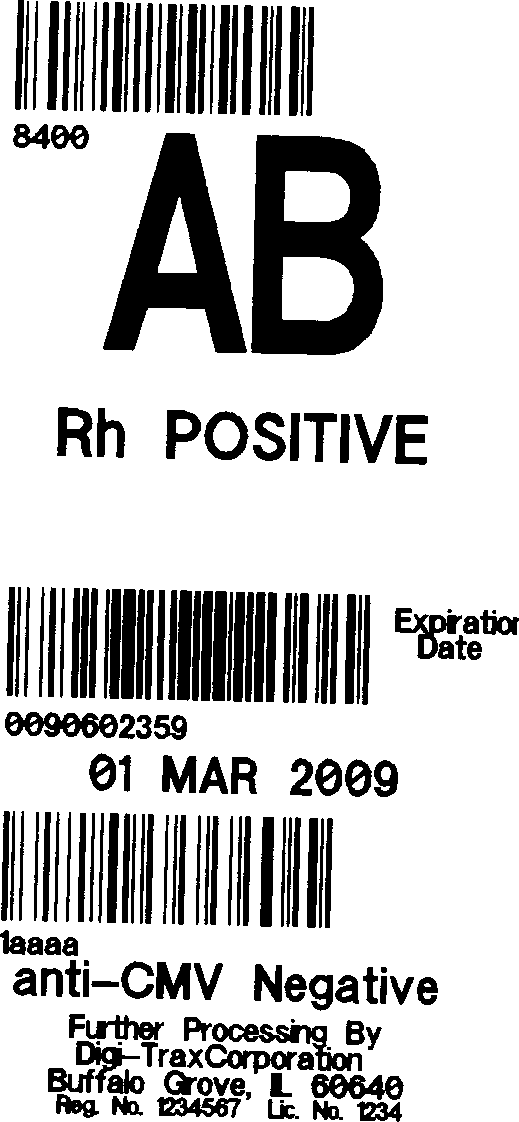 8400
AB
Rh POSITIVE
Expiration
Date
0090602359
01 MAR 2009
1aaaa
anti-CMV Negative
Further Processing By
Digi-TraxCorporation
Buffalo Grove, IL 60640
Reg. No. 1234567 Lic. No. 1234